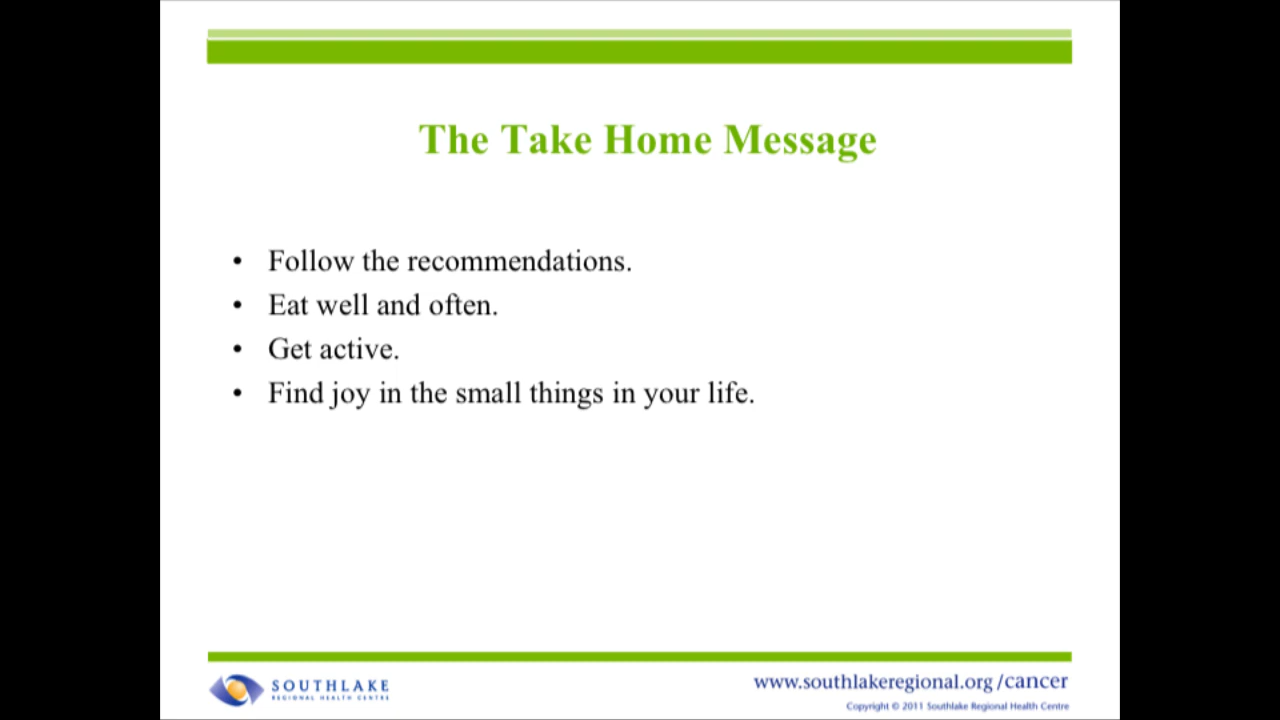 The Take Home Message
• Follow the recommendations.
• Eat well and often.
• Get active.
• Find joy in the small things in your life.
SOUTHLAKE
REGIONAL HEALTH CENTRE
www.southlakeregional.org/cancer
Copyright © 2011 Southlake Regional Health Centre